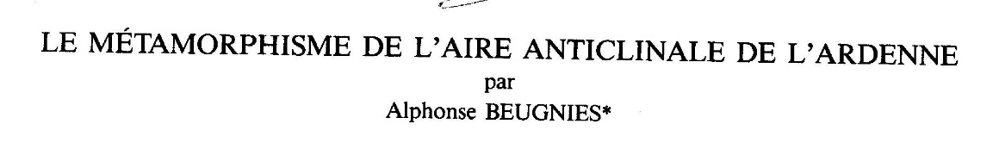 LE MÉTAMORPHISME DE L'AIRE ANTICLINALE DE L'ARDENNE
par
Alphonse BEUGNIES*